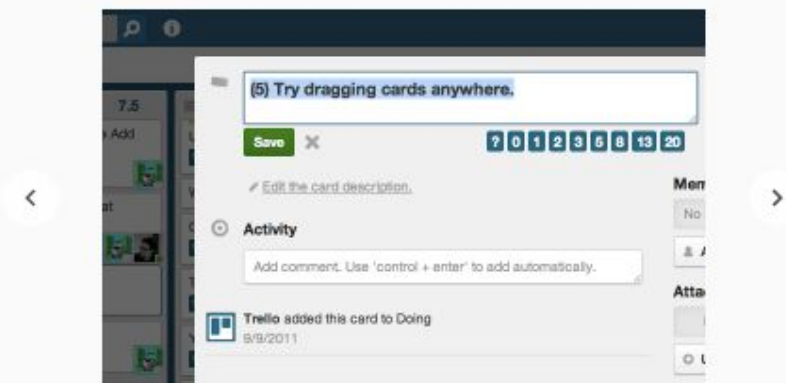 (5) Try dragging cards anywhere.
7.5
Add
Save
? 0 1 2 3 5 8 13 20
at
Edit the card description.
Mem
No
Activity
A
Add comment. Use 'control + enter' to add automatically.
Atta
Trello added this card to Doing
9/9/2011